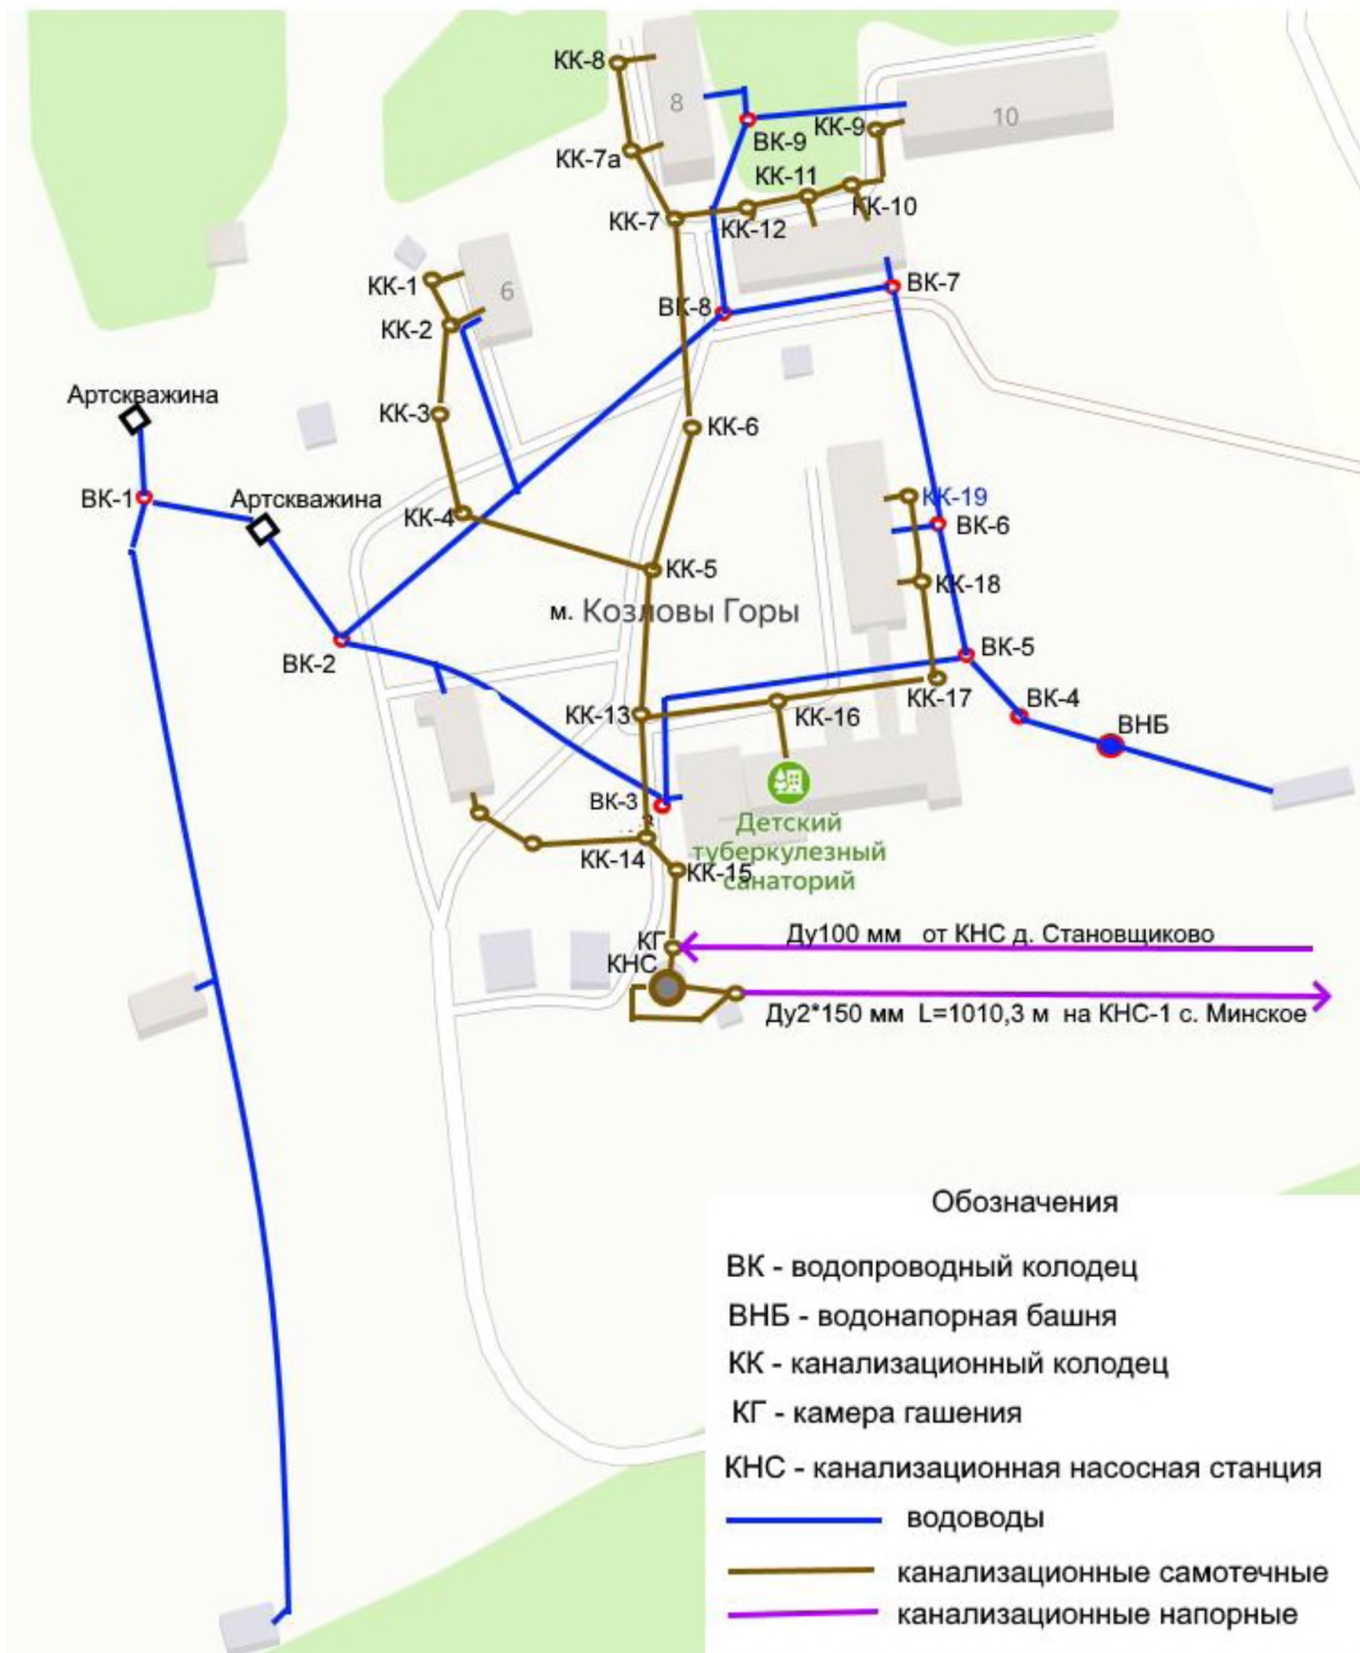 КК-8
8
10
ВК-9
КК-9
КК-7а
КК-11
КК-10
КК-7
КК-12
КК-1
6
ВК-7
КК-2
ВК-8
Артскважина
КК-3
КК-6
ВК-1
Артскважина
КК-19
КК-4
ВК-6
КК-5
КК-18
м. Козловы Горы
ВК-2
ВК-5
КК-17
КК-13
КК-16
ВК-4
ВНБ
ВК-3
Детский
туберкулезный
санаторий
КК-14
КК-15
КГ
Ду100 мм от КНС д. Становщиково
КНС
Ду2*150 мм L=1010,3 м на КНС-1 с. Минское
Обозначения
ВК - водопроводный колодец
ВНБ - водонапорная башня
КК - канализационный колодец
КГ - камера гашения
КНС - канализационная насосная станция
водоводы
канализационные самотечные
канализационные напорные